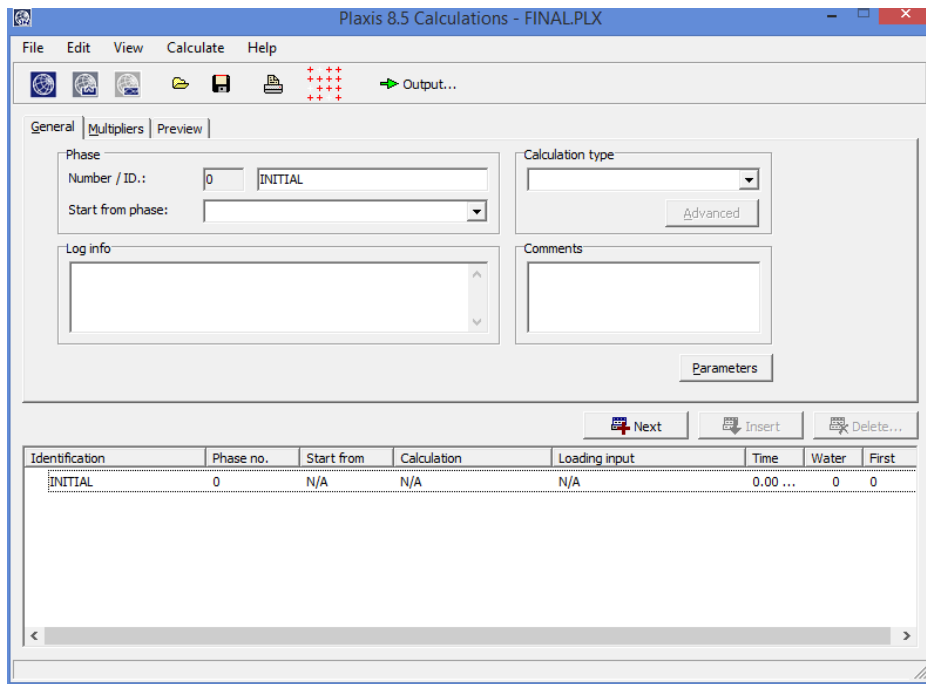 Plaxis 8.5 Calculations - FINAL.PLX
File Edit View Calculate Help
Output...
General Multipliers Preview
Phase
Number / ID.: 0 INITIAL
Start from phase:
Calculation type
Advanced
Log info
Comments
Parameters
Next Insert Delete...
Identification Phase no. Start from Calculation Loading input Time Water First
INITIAL 0 N/A N/A N/A 0.00 ... 0 0